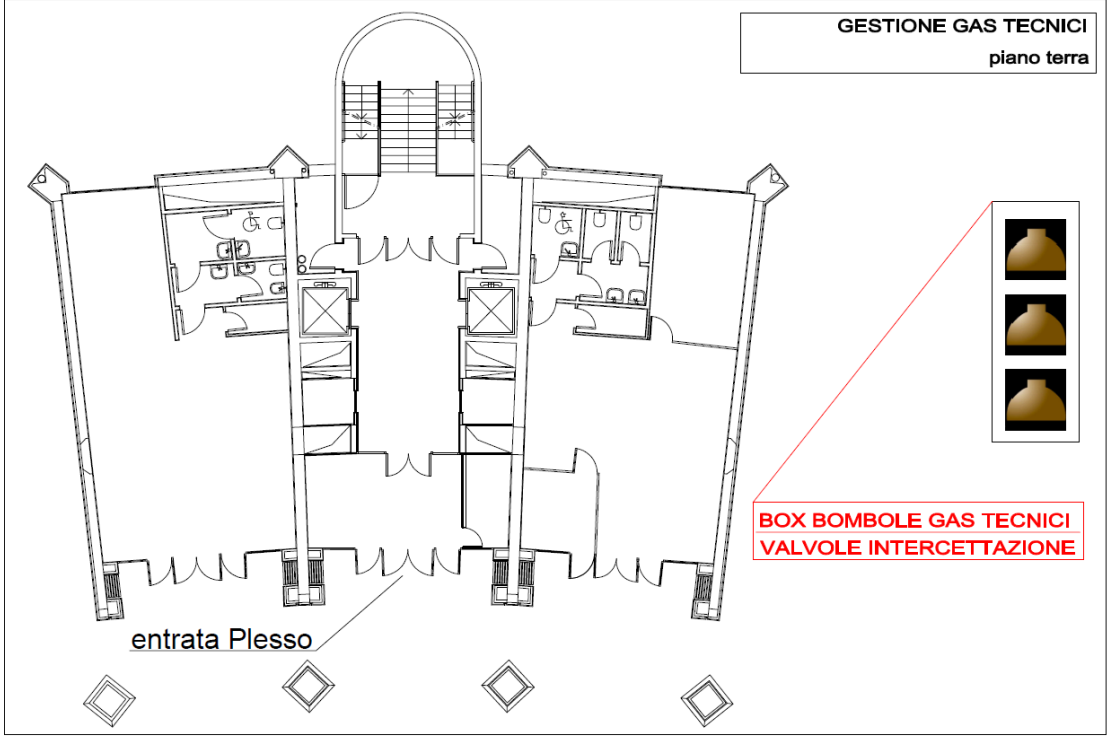 GESTIONE GAS TECNICI
piano terra
BOX BOMBOLE GAS TECNICI
VALVOLE INTERCETTAZIONE
entrata Plesso